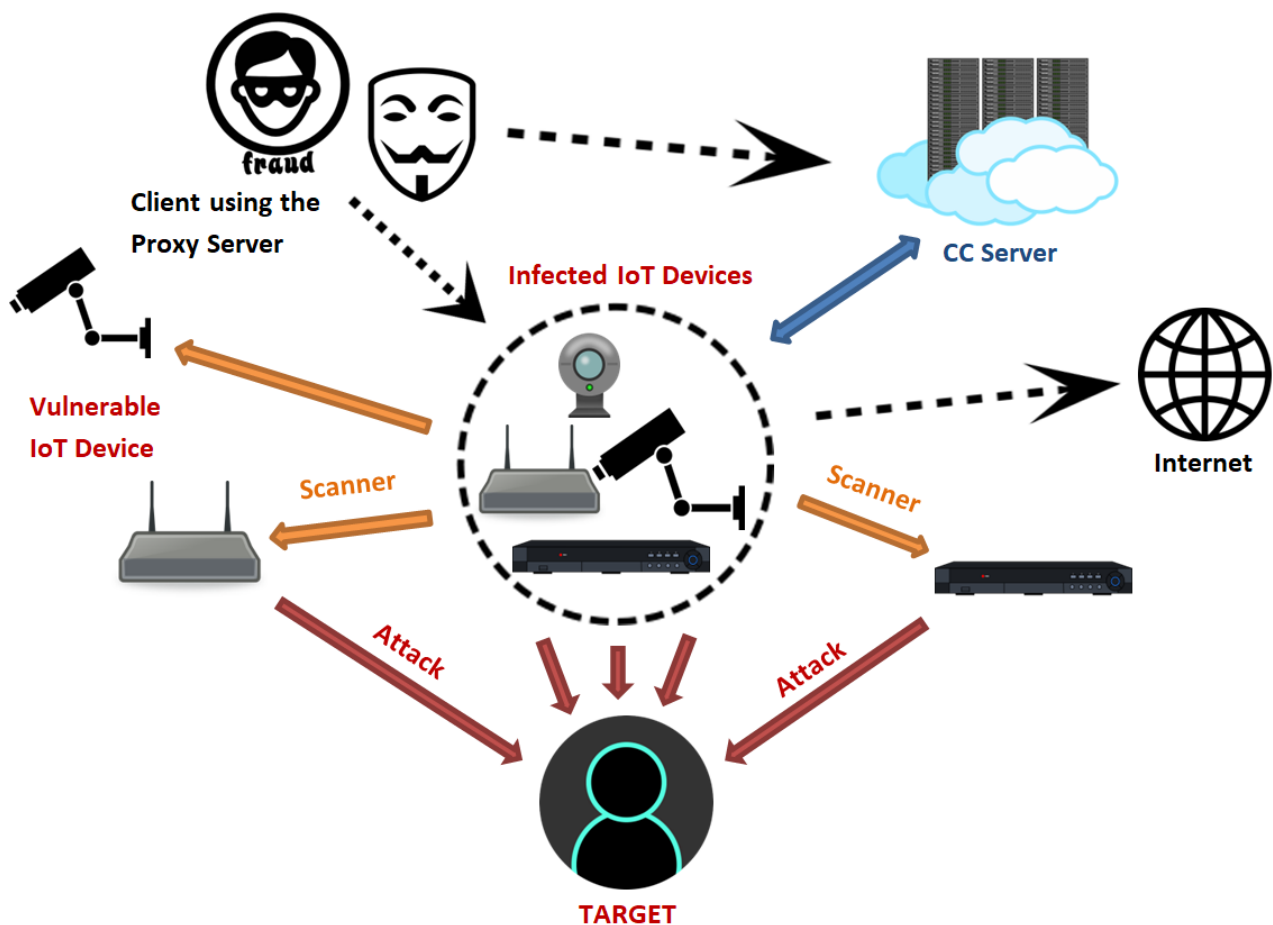 fraud
Client using the
Proxy Server
CC Server
Infected IoT Devices
Vulnerable
IoT Device
Internet
Scanner
Scanner
Attack
Attack
TARGET